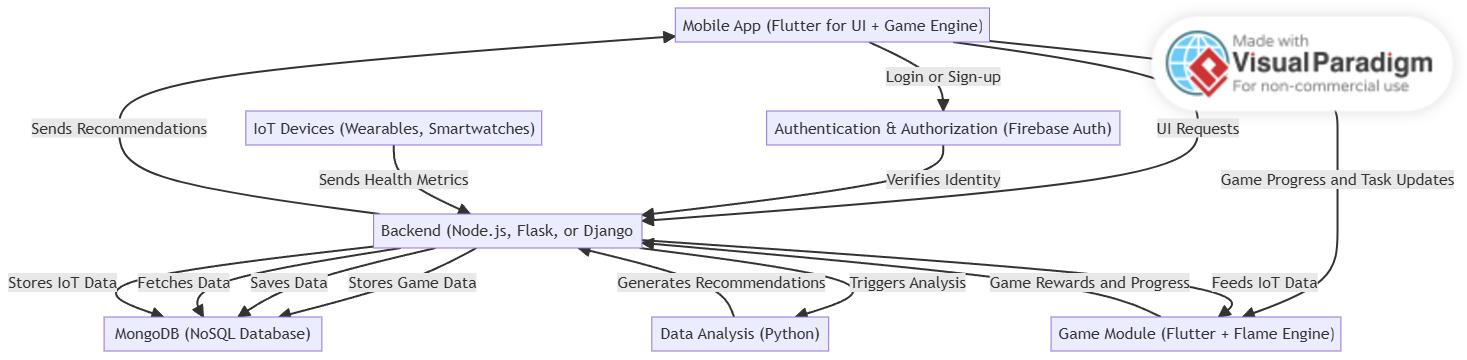 Mobile App (Flutter for UI + Game Engine)
Made with
Visual Paradigm
For non-commercial use
Login or Sign-up
Sends Recommendations
IoT Devices (Wearables, Smartwatches)
Authentication & Authorization (Firebase Auth)
UI Requests
Sends Health Metrics
Verifies Identity
Game Progress and Task Updates
Backend (Node.js, Flask, or Django
Stores IoT Data
Fetches Data
Saves Data
Stores Game Data
Generates Recommendations
Triggers Analysis
Game Rewards and Progress
Feeds IoT Data
MongoDB (NoSQL Database)
Data Analysis (Python)
Game Module (Flutter + Flame Engine)